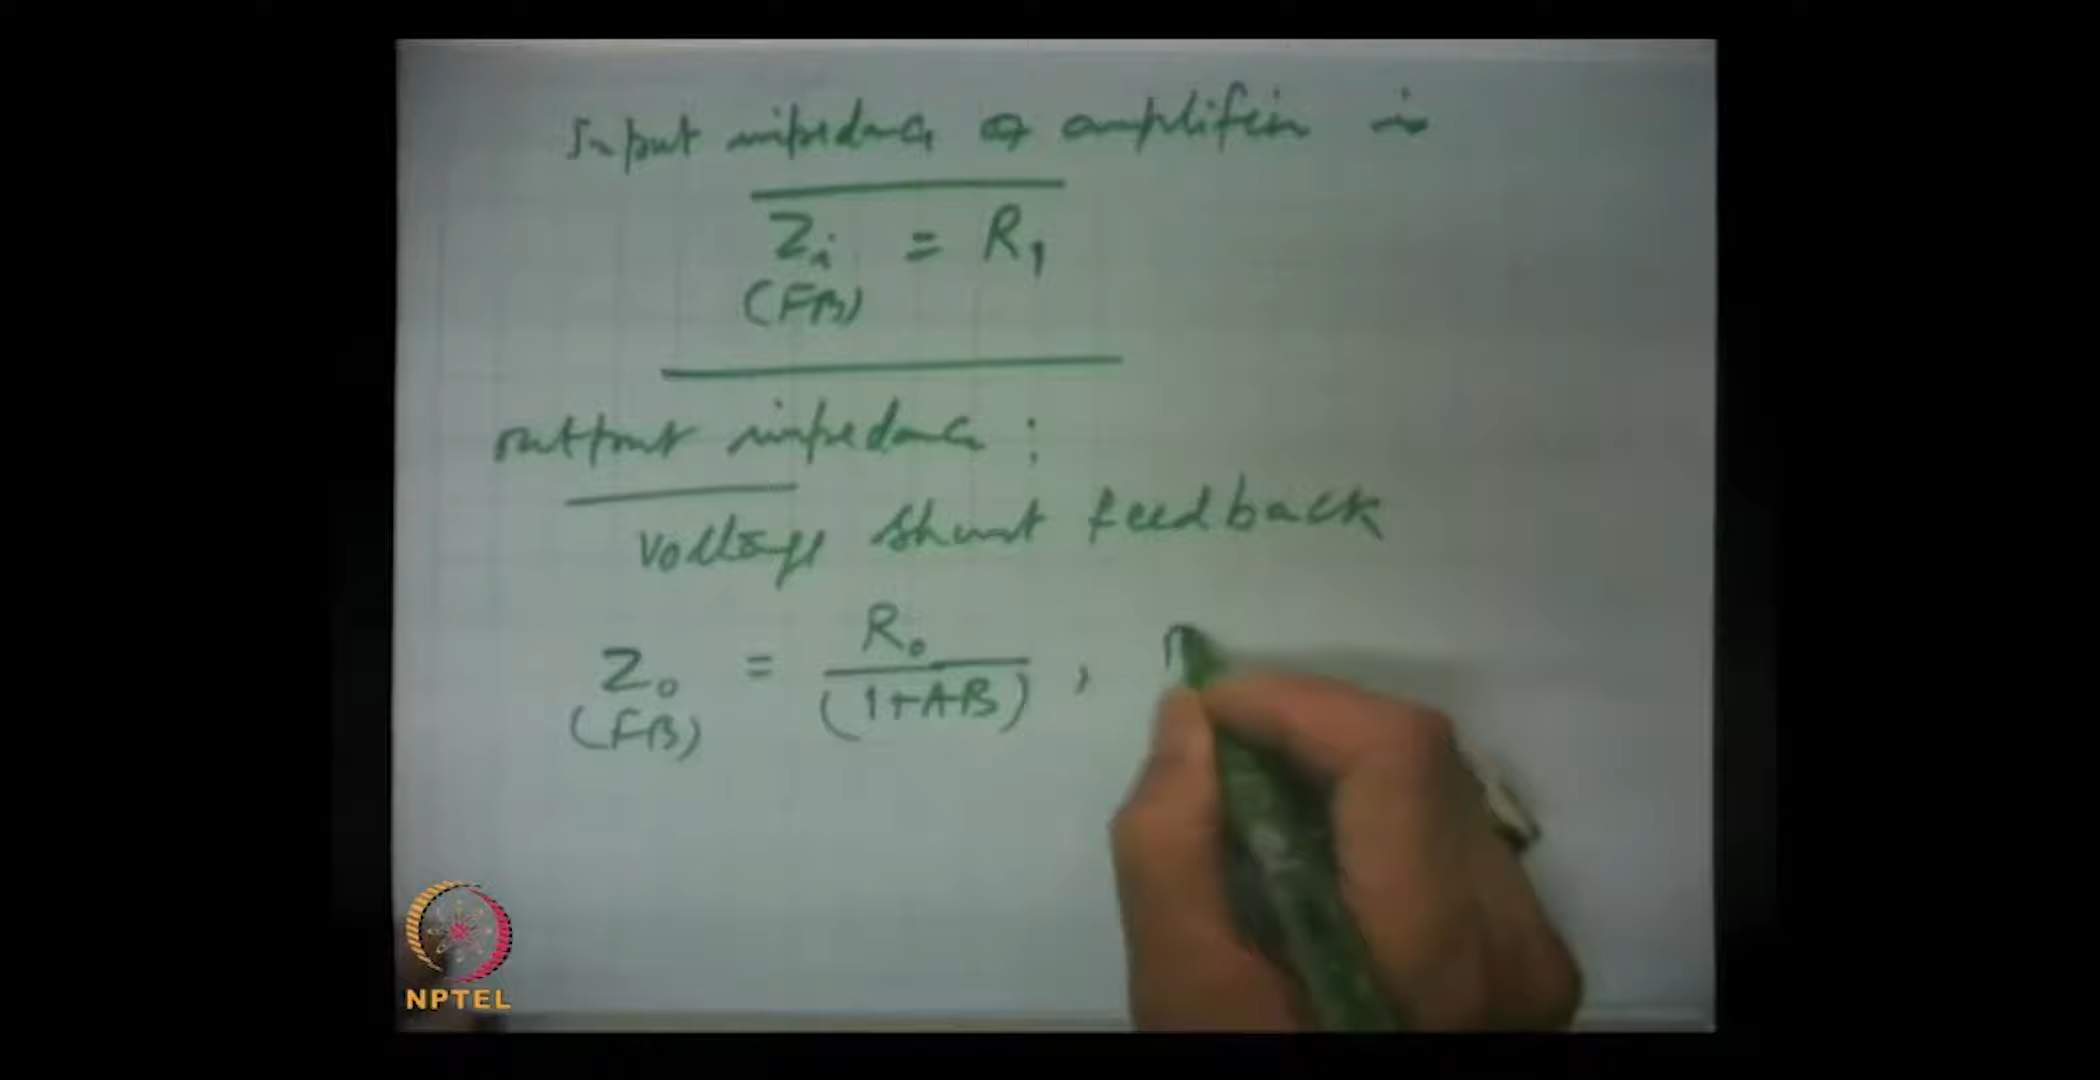 Input impedance of amplifier is
Zi = R1
(FB)
output impedance :
voltage shunt feedback
Zo = Ro / (1+AB) ,
(FB)
NPTEL